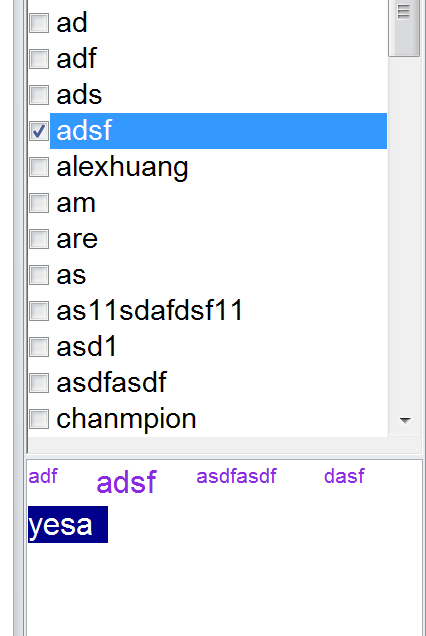 ad
adf
ads
adsf
alexhuang
am
are
as
as11sdafdsf11
asd1
asdfasdf
chanmpion
adf adsf asdfasdf dasf
yesa